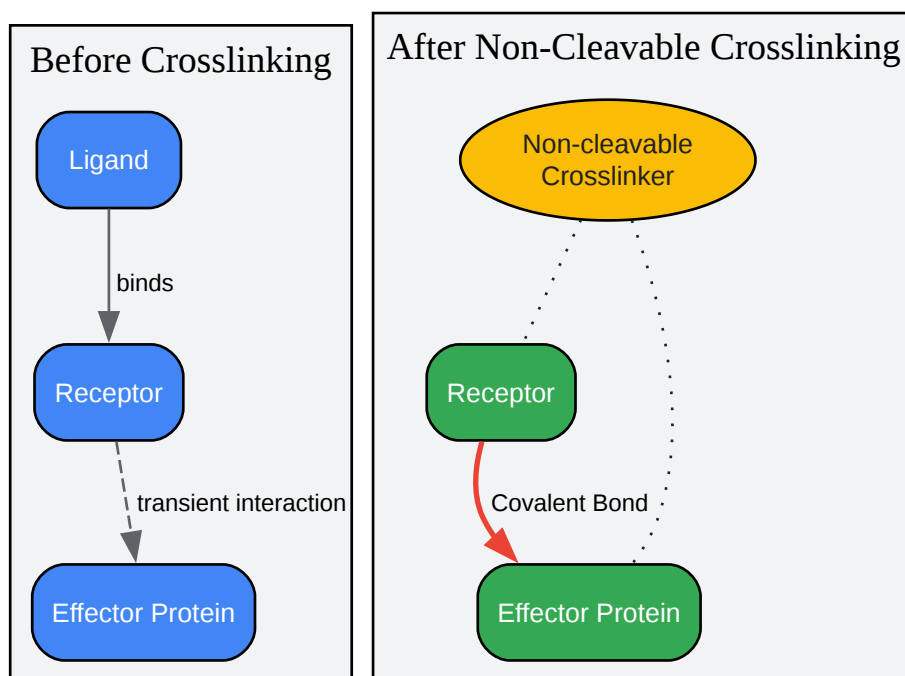 Before Crosslinking
Ligand
binds
Receptor
transient interaction
Effector Protein
After Non-Cleavable Crosslinking
Non-cleavable
Crosslinker
Receptor
Covalent Bond
Effector Protein